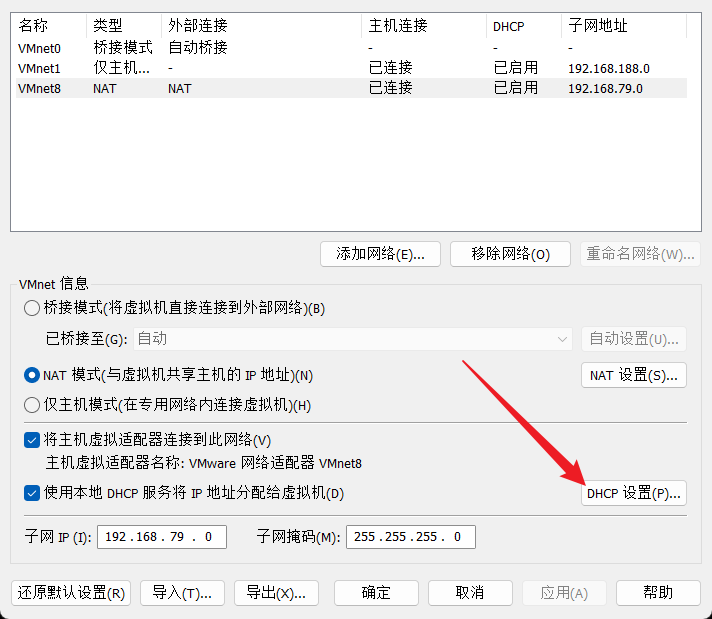 名称 类型 外部连接 主机连接 DHCP 子网地址
VMnet0 桥接模式 自动桥接 - - -
VMnet1 仅主机... - 已连接 已启用 192.168.188.0
VMnet8 NAT NAT 已连接 已启用 192.168.79.0
添加网络(E)... 移除网络(O) 重命名网络(W)...
VMnet 信息
桥接模式(将虚拟机直接连接到外部网络)(B)
已桥接至(G): 自动 自动设置(U)...
NAT 模式(与虚拟机共享主机的 IP 地址)(N) NAT 设置(S)...
仅主机模式(在专用网络内连接虚拟机)(H)
将主机虚拟适配器连接到此网络(V)
主机虚拟适配器名称: VMware 网络适配器 VMnet8
使用本地 DHCP 服务将 IP 地址分配给虚拟机(D) DHCP 设置(P)...
子网 IP (I): 192 . 168 . 79 . 0 子网掩码(M): 255 . 255 . 255 . 0
还原默认设置(R) 导入(T)... 导出(X)... 确定 取消 应用(A) 帮助